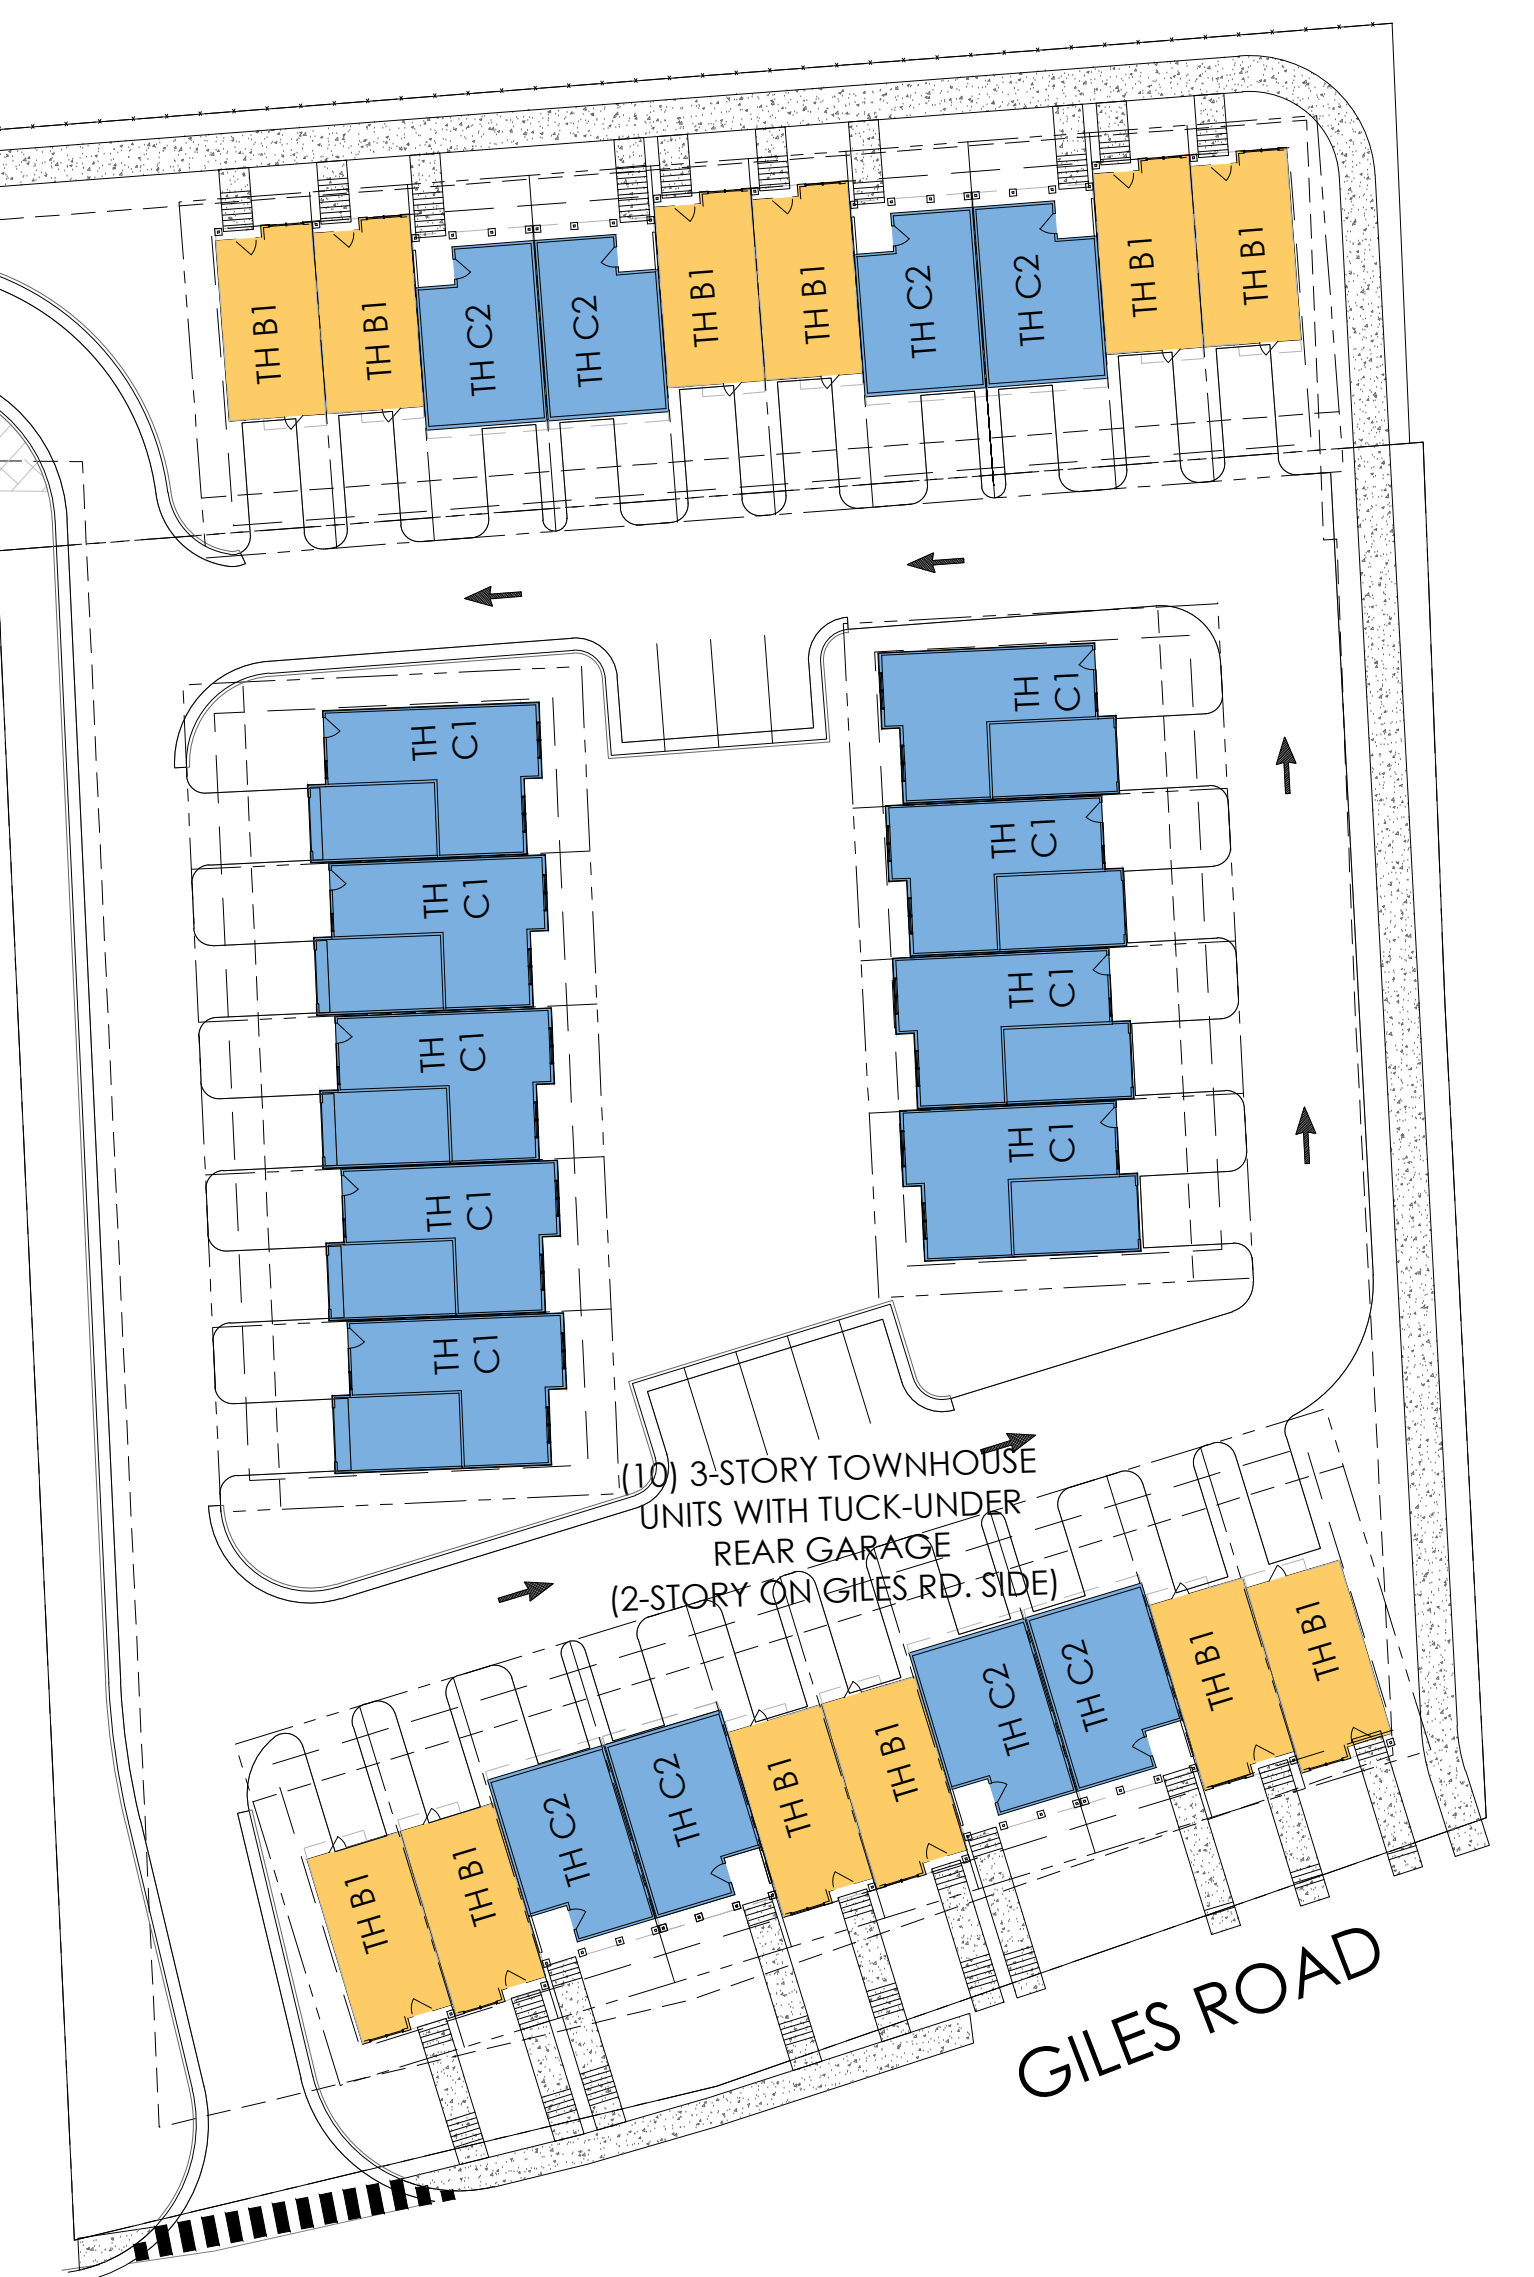 TH B1
TH B1
TH C2
TH C2
TH B1
TH B1
TH C2
TH C2
TH B1
TH B1
TH
C1
TH
C1
TH
C1
TH
C1
TH
C1
TH
C1
TH
C1
TH
C1
TH
C1
(10) 3-STORY TOWNHOUSE
UNITS WITH TUCK-UNDER
REAR GARAGE
(2-STORY ON GILES RD. SIDE)
TH B1
TH B1
TH C2
TH C2
TH B1
TH B1
TH C2
TH C2
TH B1
TH B1
GILES ROAD